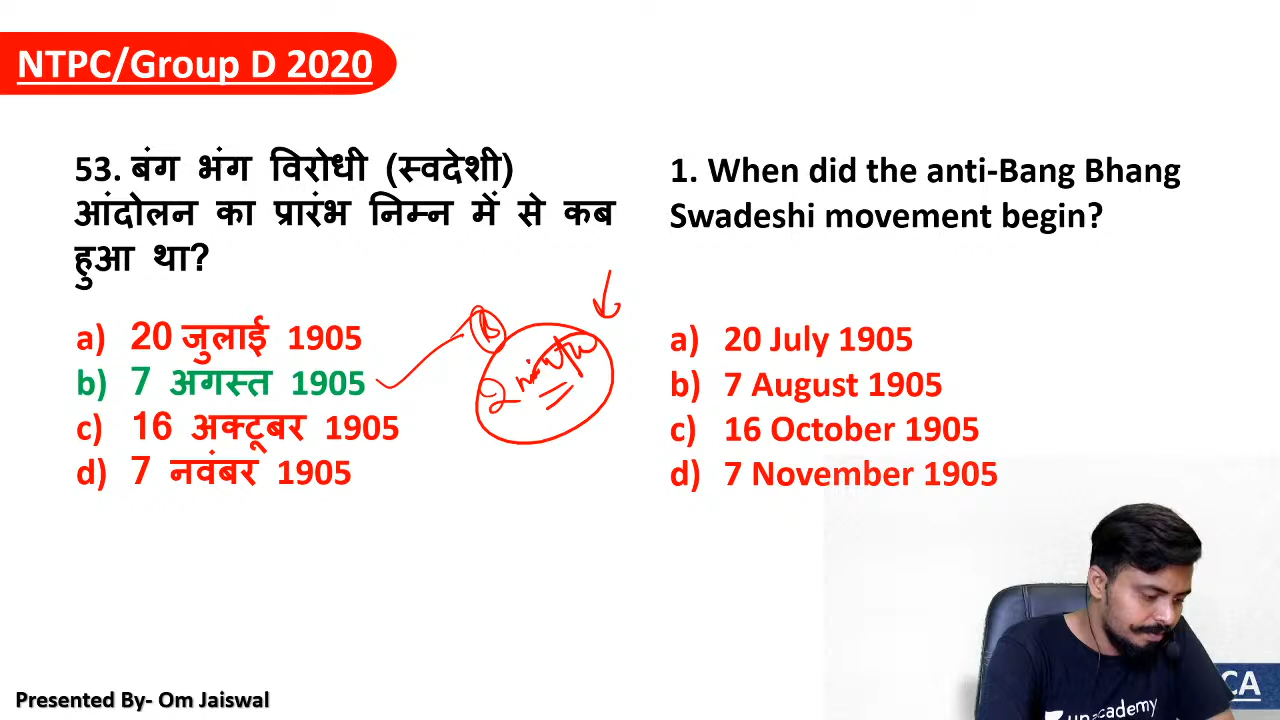 NTPC/Group D 2020
53. बंग भंग विरोधी (स्वदेशी)
आंदोलन का प्रारंभ निम्न में से कब
हुआ था?
a) 20 जुलाई 1905
b) 7 अगस्त 1905
c) 16 अक्टूबर 1905
d) 7 नवंबर 1905
1. When did the anti-Bang Bhang
Swadeshi movement begin?
a) 20 July 1905
b) 7 August 1905
c) 16 October 1905
d) 7 November 1905
Presented By- Om Jaiswal
CA
unacademy